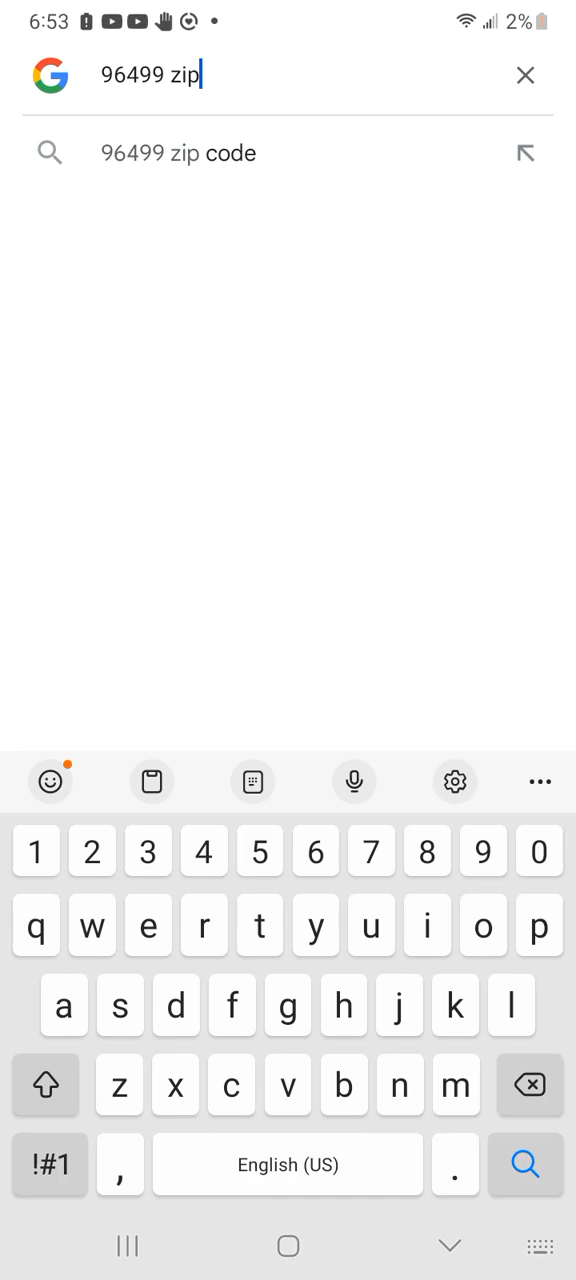 6:53 2%
96499 zip
96499 zip code
1 2 3 4 5 6 7 8 9 0
q w e r t y u i o p
a s d f g h j k l
z x c v b n m
!#1 , English (US) .